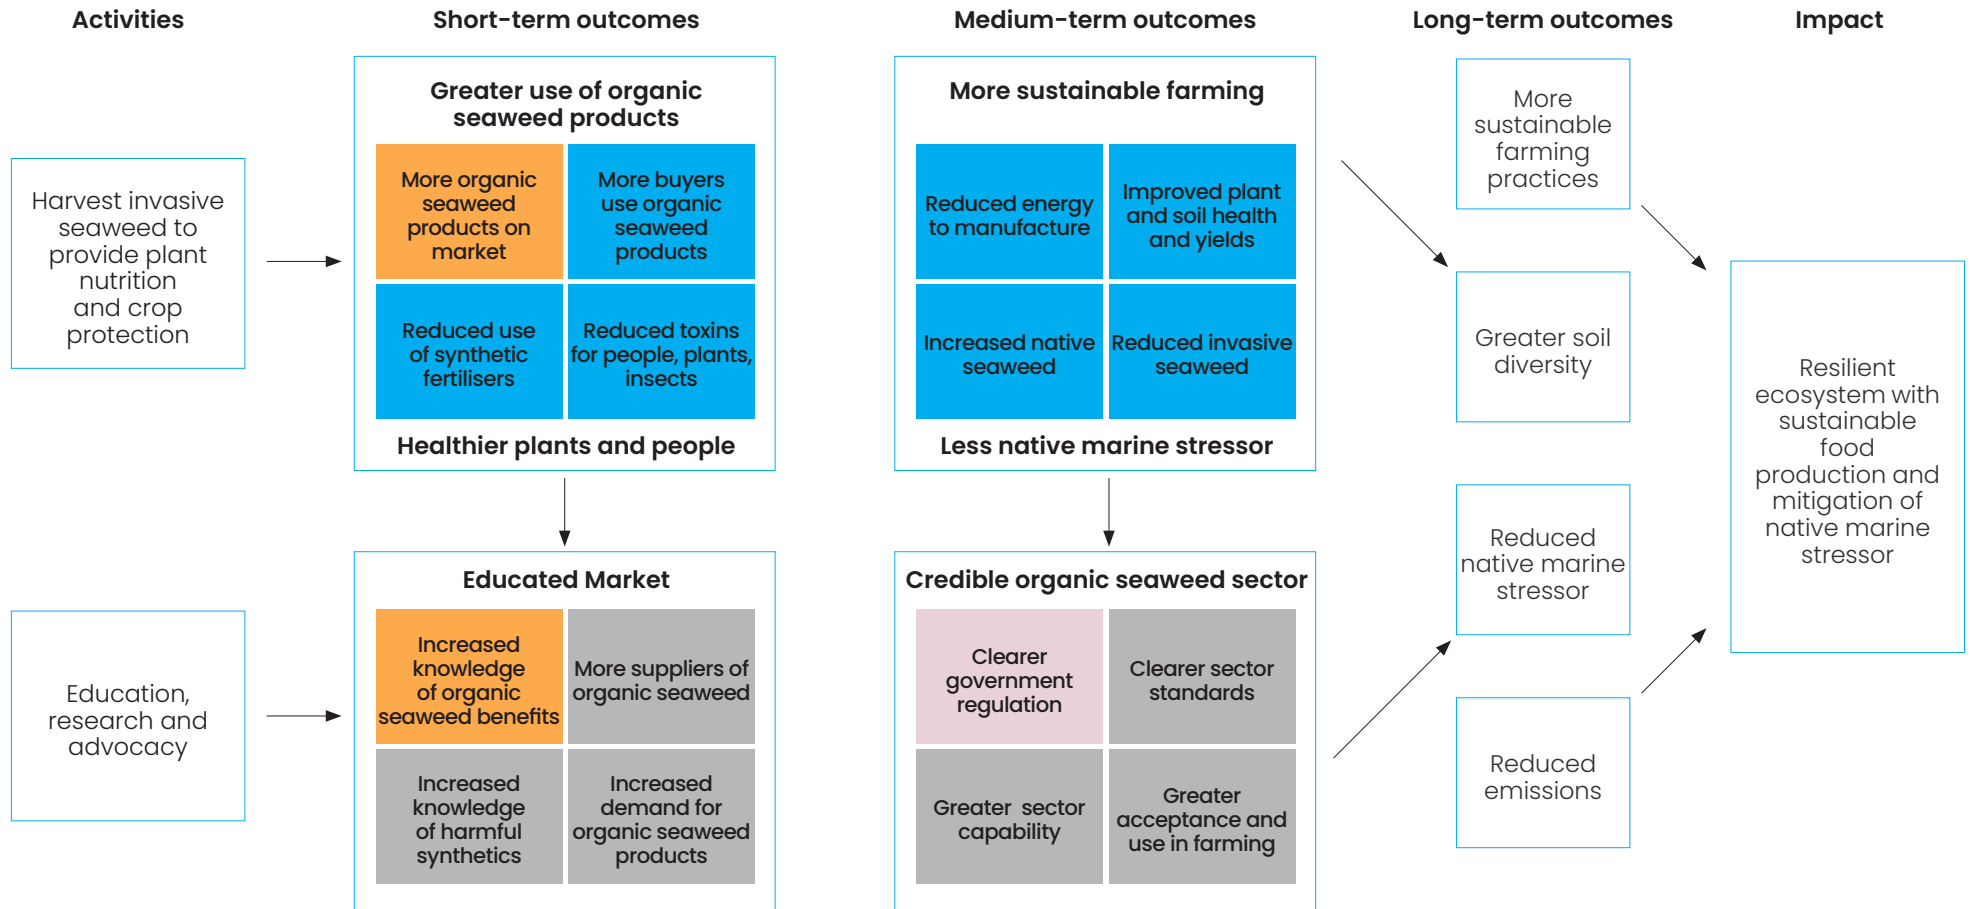 Activities
Short-term outcomes
Medium-term outcomes
Long-term outcomes
Impact
Harvest invasive
seaweed to
provide plant
nutrition
and crop
protection
Education,
research and
advocacy
Greater use of organic
seaweed products
More organic
seaweed
products on
market
More buyers
use organic
seaweed
products
Reduced use
of synthetic
fertilisers
Reduced toxins
for people, plants,
insects
Healthier plants and people
Educated Market
Increased
knowledge
of organic
seaweed benefits
More suppliers of
organic seaweed
Increased
knowledge
of harmful
synthetics
Increased
demand for
organic seaweed
products
More sustainable farming
Reduced energy
to manufacture
Improved plant
and soil health
and yields
Increased native
seaweed
Reduced invasive
seaweed
Less native marine stressor
Credible organic seaweed sector
Clearer
government
regulation
Clearer sector
standards
Greater sector
capability
Greater
acceptance and
use in farming
More
sustainable
farming
practices
Greater soil
diversity
Reduced
native marine
stressor
Reduced
emissions
Resilient
ecosystem with
sustainable
food
production and
mitigation of
native marine
stressor